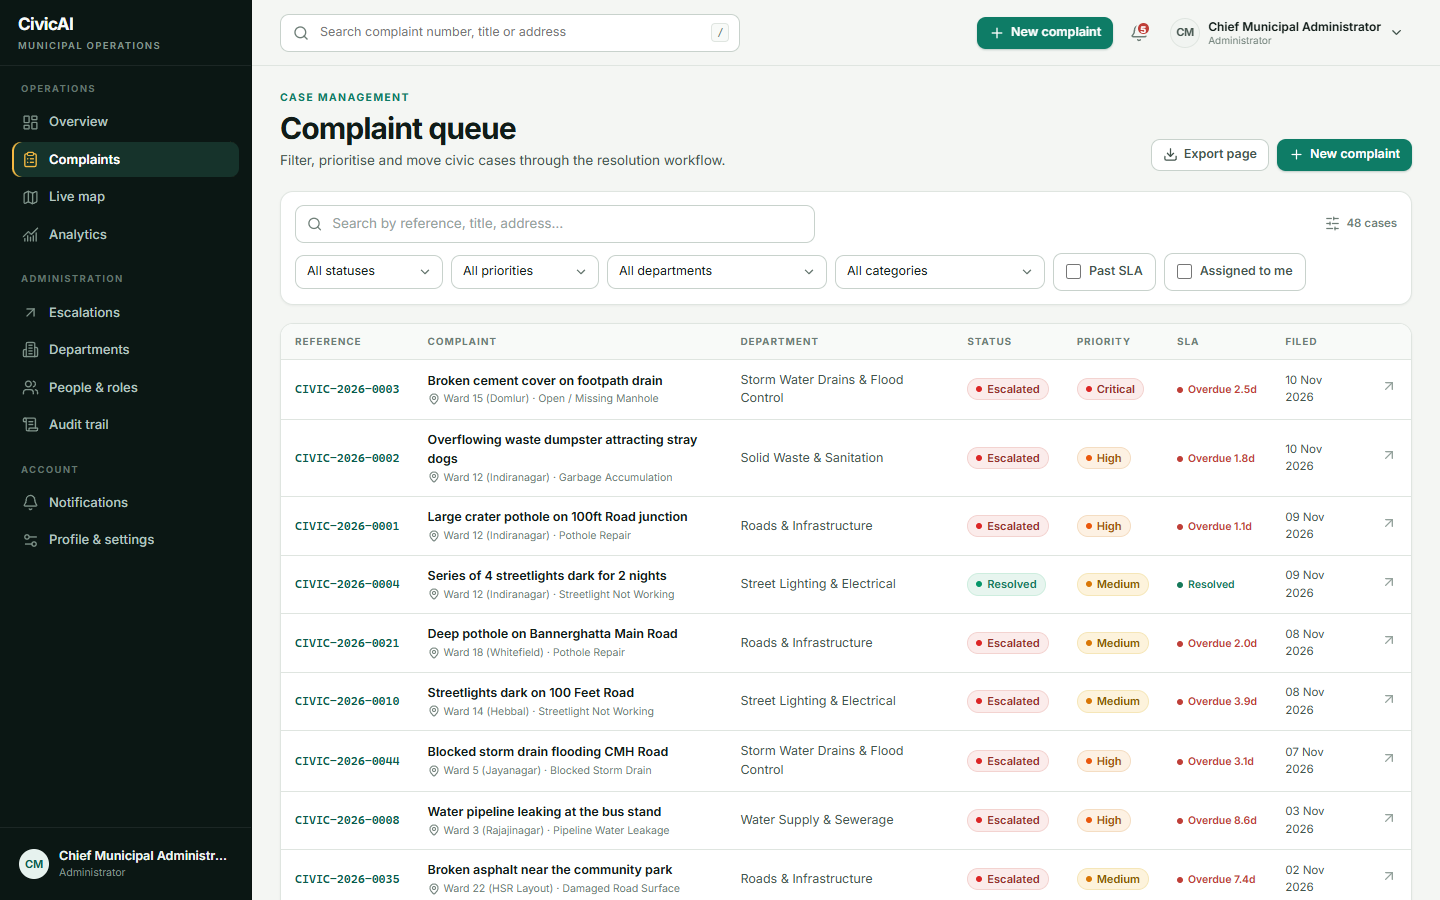 CivicAI
MUNICIPAL OPERATIONS
OPERATIONS
Overview
Complaints
Live map
Analytics
ADMINISTRATION
Escalations
Departments
People & roles
Audit trail
ACCOUNT
Notifications
Profile & settings
CM
Chief Municipal Administr...
Administrator
Search complaint number, title or address
/
New complaint
5
CM
Chief Municipal Administrator
Administrator
CASE MANAGEMENT
Complaint queue
Filter, prioritise and move civic cases through the resolution workflow.
Export page
New complaint
Search by reference, title, address...
48 cases
All statuses
All priorities
All departments
All categories
Past SLA
Assigned to me
REFERENCE COMPLAINT DEPARTMENT STATUS PRIORITY SLA FILED
CIVIC-2026-0003
Broken cement cover on footpath drain
Ward 15 (Domlur) · Open / Missing Manhole
Storm Water Drains & Flood
Control
Escalated
Critical
Overdue 2.5d
10 Nov
2026
CIVIC-2026-0002
Overflowing waste dumpster attracting stray
dogs
Ward 12 (Indiranagar) · Garbage Accumulation
Solid Waste & Sanitation
Escalated
High
Overdue 1.8d
10 Nov
2026
CIVIC-2026-0001
Large crater pothole on 100ft Road junction
Ward 12 (Indiranagar) · Pothole Repair
Roads & Infrastructure
Escalated
High
Overdue 1.1d
09 Nov
2026
CIVIC-2026-0004
Series of 4 streetlights dark for 2 nights
Ward 12 (Indiranagar) · Streetlight Not Working
Street Lighting & Electrical
Resolved
Medium
Resolved
09 Nov
2026
CIVIC-2026-0021
Deep pothole on Bannerghatta Main Road
Ward 18 (Whitefield) · Pothole Repair
Roads & Infrastructure
Escalated
Medium
Overdue 2.0d
08 Nov
2026
CIVIC-2026-0010
Streetlights dark on 100 Feet Road
Ward 14 (Hebbal) · Streetlight Not Working
Street Lighting & Electrical
Escalated
Medium
Overdue 3.9d
08 Nov
2026
CIVIC-2026-0044
Blocked storm drain flooding CMH Road
Ward 5 (Jayanagar) · Blocked Storm Drain
Storm Water Drains & Flood
Control
Escalated
High
Overdue 3.1d
07 Nov
2026
CIVIC-2026-0008
Water pipeline leaking at the bus stand
Ward 3 (Rajajinagar) · Pipeline Water Leakage
Water Supply & Sewerage
Escalated
High
Overdue 8.6d
03 Nov
2026
CIVIC-2026-0035
Broken asphalt near the community park
Ward 22 (HSR Layout) · Damaged Road Surface
Roads & Infrastructure
Escalated
Medium
Overdue 7.4d
02 Nov
2026